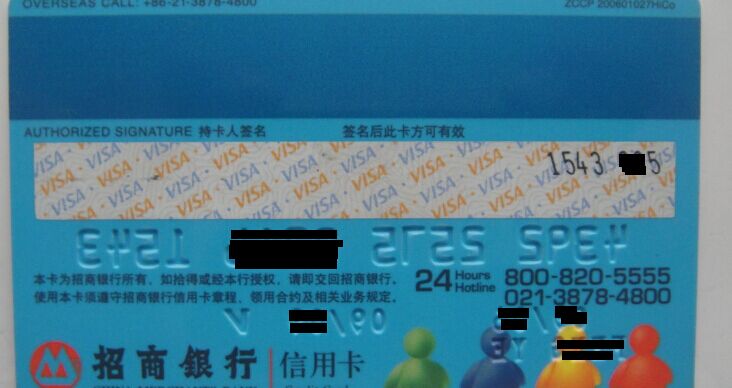 OVERSEAS CALL: +86-21-3878-4800
ZCCP 200601027HiCo
AUTHORIZED SIGNATURE 持卡人签名 签名后此卡方可有效
1543
本卡为招商银行所有，如拾得或经本行授权，请即交回招商银行。
使用本卡须遵守招商银行信用卡章程、领用合约及相关业务规定。
24 Hours Hotline 800-820-5555
021-3878-4800
招商银行 信用卡